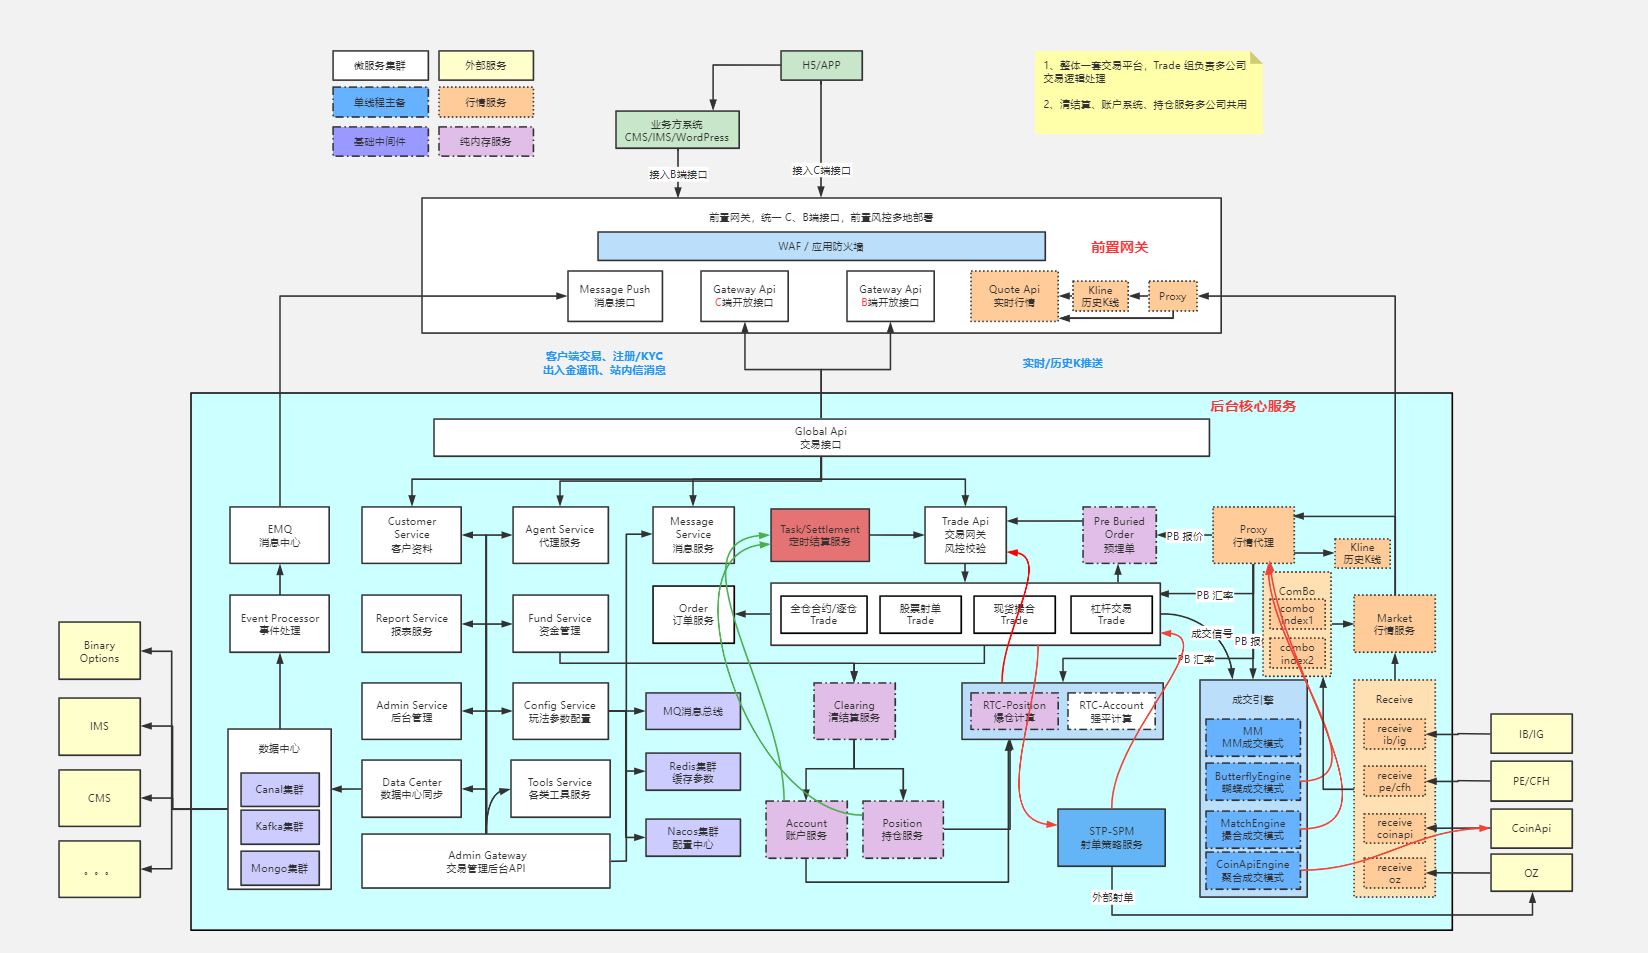 微服务集群
外部服务
单线程主备
行情服务
基础中间件
纯内存服务
H5/APP
业务方系统
CMS/IMS/WordPress
接入B端接口
接入C端接口
1、整体一套交易平台，Trade 组负责多公司
交易逻辑处理
2、清结算、账户系统、持仓服务多公司共用
前置网关，统一 C、B端接口，前置风控多地部署
WAF / 应用防火墙
前置网关
Message Push
消息接口
Gateway Api
C端开放接口
Gateway Api
B端开放接口
Quote Api
实时行情
Kline
历史K线
Proxy
客户端交易、注册/KYC
出入金通讯、站内信消息
实时/历史K推送
后台核心服务
Global Api
交易接口
EMQ
消息中心
Customer
Service
客户资料
Agent Service
代理服务
Message
Service
消息服务
Task/Settlement
定时结算服务
Trade Api
交易网关
风控校验
Pre Buried
Order
预埋单
PB 报价
Proxy
行情代理
Kline
历史K线
Event Processor
事件处理
Report Service
报表服务
Fund Service
资金管理
Order
订单服务
全仓合约/逐仓
Trade
股票射单
Trade
现货撮合
Trade
杠杆交易
Trade
PB 汇率
成交信号
PB 报
PB 汇率
ComBo
combo
index1
combo
index2
Market
行情服务
Binary
Options
IMS
CMS
。。。
Admin Service
后台管理
Config Service
玩法参数配置
MQ消息总线
Clearing
清结算服务
RTC-Position
爆仓计算
RTC-Account
强平计算
成交引擎
MM
MM成交模式
ButterflyEngine
蝴蝶成交模式
MatchEngine
撮合成交模式
CoinApiEngine
聚合成交模式
Receive
receive
ib/ig
receive
pe/cfh
receive
coinapi
receive
oz
IB/IG
PE/CFH
CoinApi
OZ
数据中心
Canal集群
Kafka集群
Mongo集群
Data Center
数据中心同步
Tools Service
各类工具服务
Redis集群
缓存参数
Nacos集群
配置中心
Admin Gateway
交易管理后台API
Account
账户服务
Position
持仓服务
STP-SPM
射单策略服务
外部射单